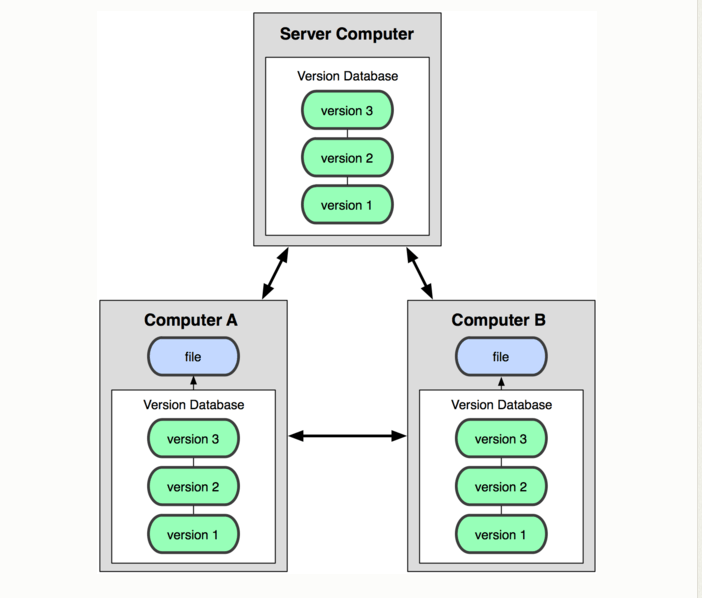 Server Computer
Version Database
version 3
version 2
version 1
Computer A
file
Version Database
version 3
version 2
version 1
Computer B
file
Version Database
version 3
version 2
version 1